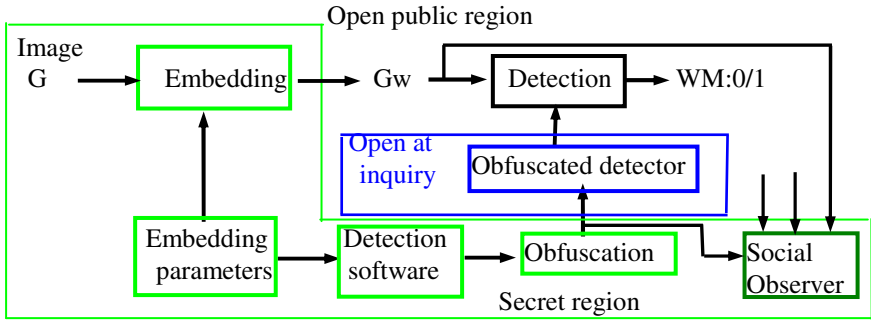 Open public region
Image
G
Embedding
Gw
Detection
WM:0/1
Open at
inquiry
Obfuscated detector
Embedding
parameters
Detection
software
Obfuscation
Social
Observer
Secret region